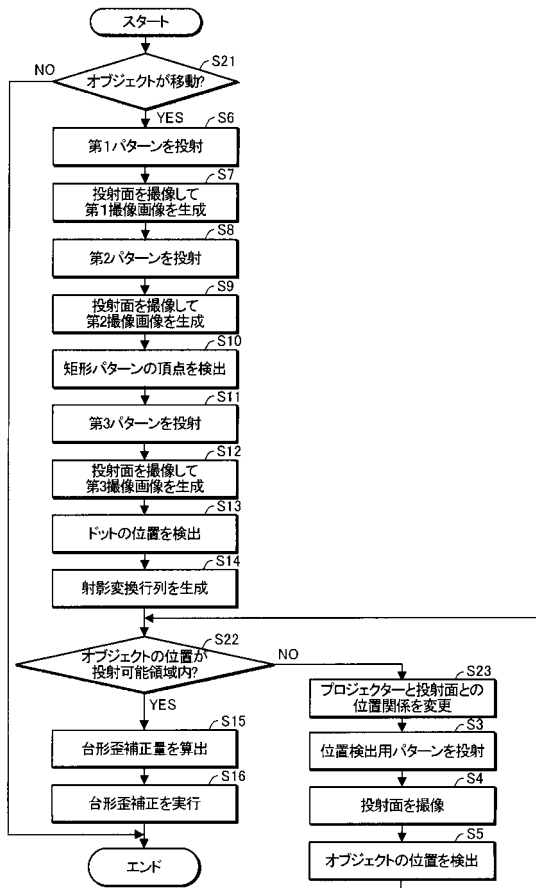 スタート
S21
オブジェクトが移動?
NO
YES
S6
第1パターンを投射
S7
投射面を撮像して
第1撮像画像を生成
S8
第2パターンを投射
S9
投射面を撮像して
第2撮像画像を生成
S10
矩形パターンの頂点を検出
S11
第3パターンを投射
S12
投射面を撮像して
第3撮像画像を生成
S13
ドットの位置を検出
S14
射影変換行列を生成
S22
オブジェクトの位置が
投射可能領域内?
NO
YES
S15
台形歪補正量を算出
S16
台形歪補正を実行
エンド
S23
プロジェクターと投射面との
位置関係を変更
S3
位置検出用パターンを投射
S4
投射面を撮像
S5
オブジェクトの位置を検出